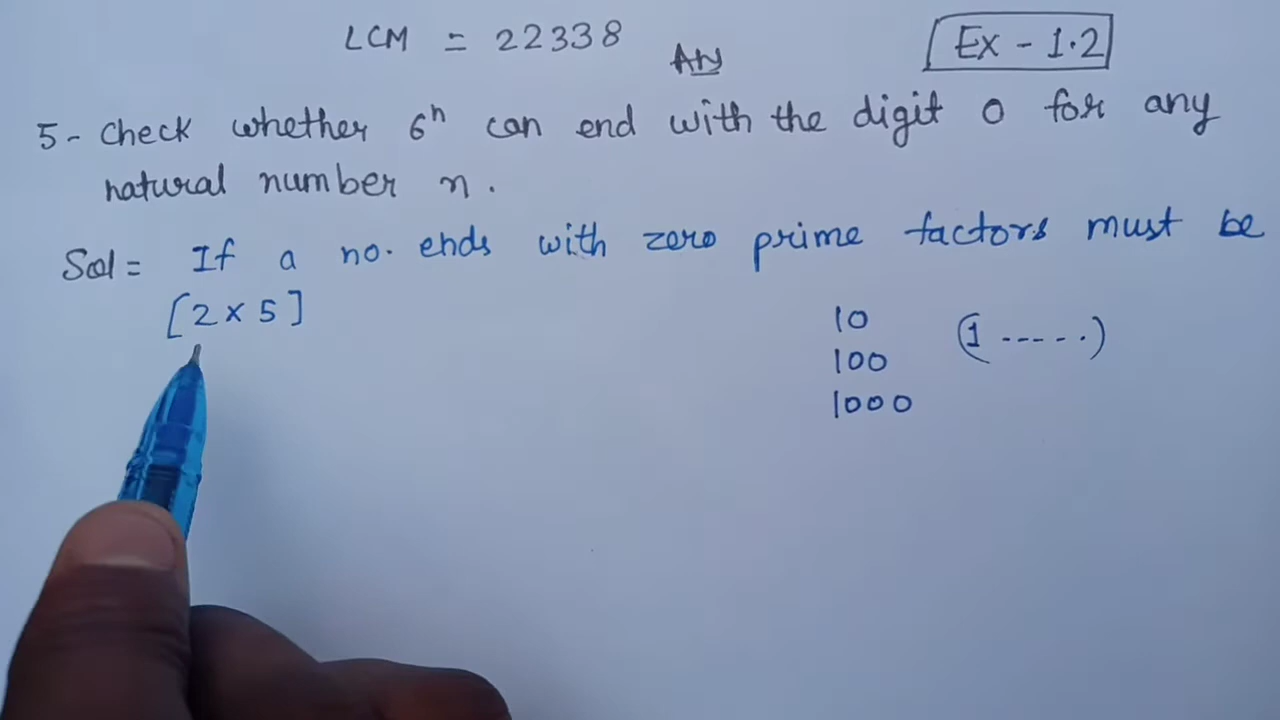 LCM = 22338 Ans
Ex - 1.2
5- Check whether 6ⁿ can end with the digit 0 for any
natural number n.
Sol = If a no. ends with zero prime factors must be
[2 × 5]
10
100
1000
(1 -----.)